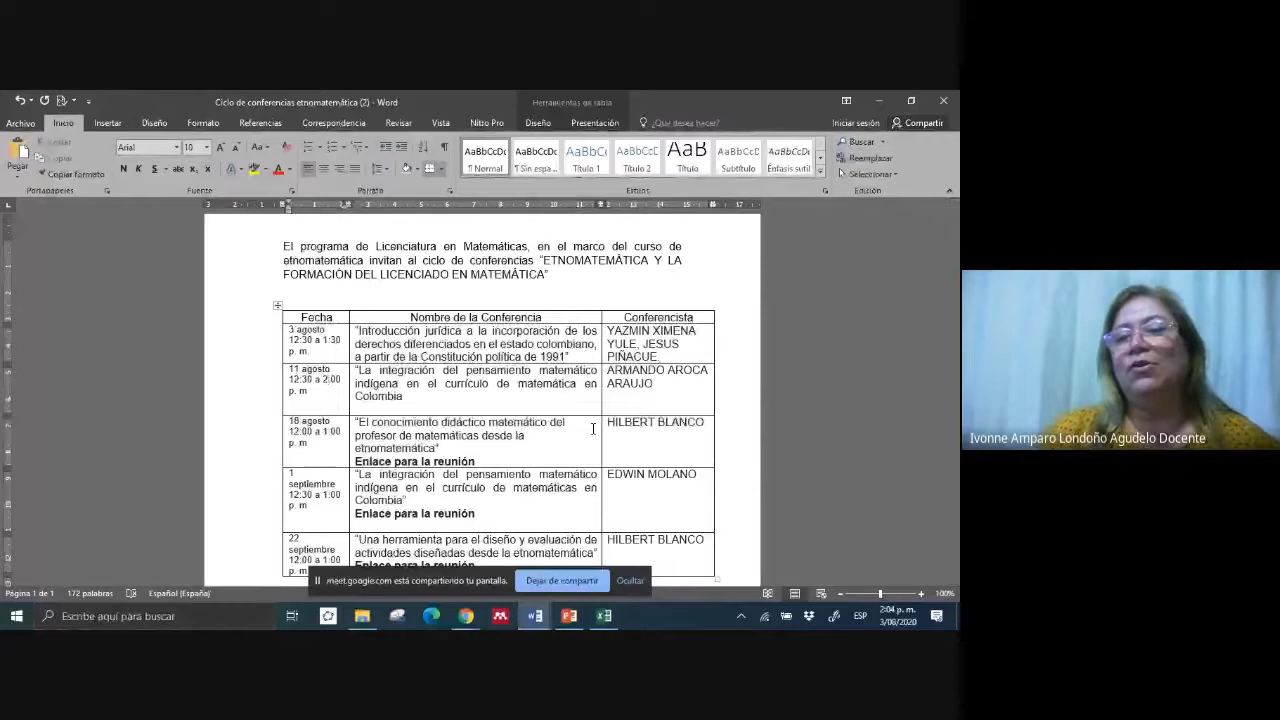 Ciclo de conferencias etnomatemática (2) - Word
Herramientas de tabla
Archivo Inicio Insertar Diseño Formato Referencias Correspondencia Revisar Vista Nitro Pro Diseño Presentación ¿Qué desea hacer? Iniciar sesión Compartir
Pegar
Cortar
Copiar
Copiar formato
Portapapeles
Arial 10
N K S abc x₂ x²
Fuente
Párrafo
AaBbCcDc AaBbCcDc AaBbCc AaBbCcD AaB AaBbCcD AaBbCcDc
¶ Normal ¶ Sin espa... Título 1 Título 2 Título Subtítulo Énfasis sutil
Estilos
Buscar
Reemplazar
Seleccionar
Edición
El programa de Licenciatura en Matemáticas, en el marco del curso de
etnomatemática invitan al ciclo de conferencias “ETNOMATEMÁTICA Y LA
FORMACIÓN DEL LICENCIADO EN MATEMÁTICA”
Fecha Nombre de la Conferencia Conferencista
3 agosto
12:30 a 1:30
p. m.
“Introducción jurídica a la incorporación de los
derechos diferenciados en el estado colombiano,
a partir de la Constitución política de 1991”
YAZMIN XIMENA
YULE, JESUS
PIÑACUE.
11 agosto
12:30 a 2:00
p. m
“La integración del pensamiento matemático
indígena en el currículo de matemática en
Colombia
ARMANDO AROCA
ARAUJO
18 agosto
12:00 a 1:00
p. m
“El conocimiento didáctico matemático del
profesor de matemáticas desde la
etnomatemática”
Enlace para la reunión
HILBERT BLANCO
1
septiembre
12:30 a 1:00
p. m
“La integración del pensamiento matemático
indígena en el currículo de matemáticas en
Colombia”
Enlace para la reunión
EDWIN MOLANO
22
septiembre
12:00 a 1:00
p. m
“Una herramienta para el diseño y evaluación de
actividades diseñadas desde la etnomatemática”
Enlace para la reunión
HILBERT BLANCO
meet.google.com está compartiendo tu pantalla. Dejar de compartir Ocultar
Página 1 de 1 172 palabras Español (España) 100%
Escribe aquí para buscar
ESP
2:04 p. m.
3/08/2020
Ivonne Amparo Londoño Agudelo Docente